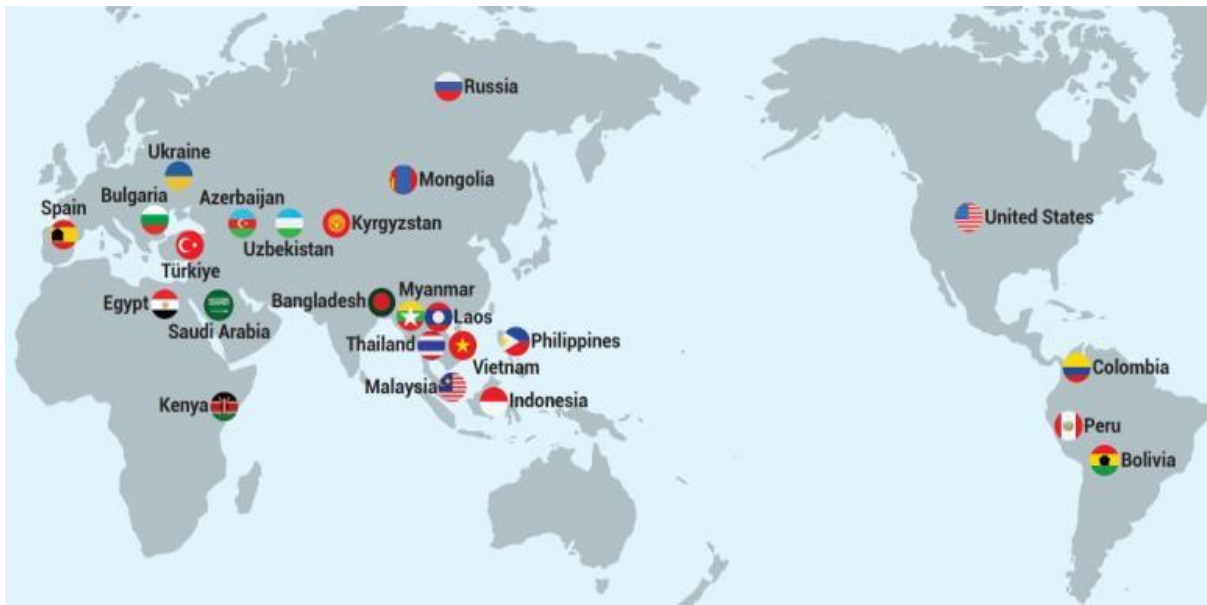 Russia
Ukraine
Mongolia
Bulgaria
Azerbaijan
Spain
Kyrgyzstan
United States
Uzbekistan
Türkiye
Myanmar
Bangladesh
Egypt
Laos
Saudi Arabia
Thailand
Philippines
Vietnam
Colombia
Malaysia
Indonesia
Kenya
Peru
Bolivia